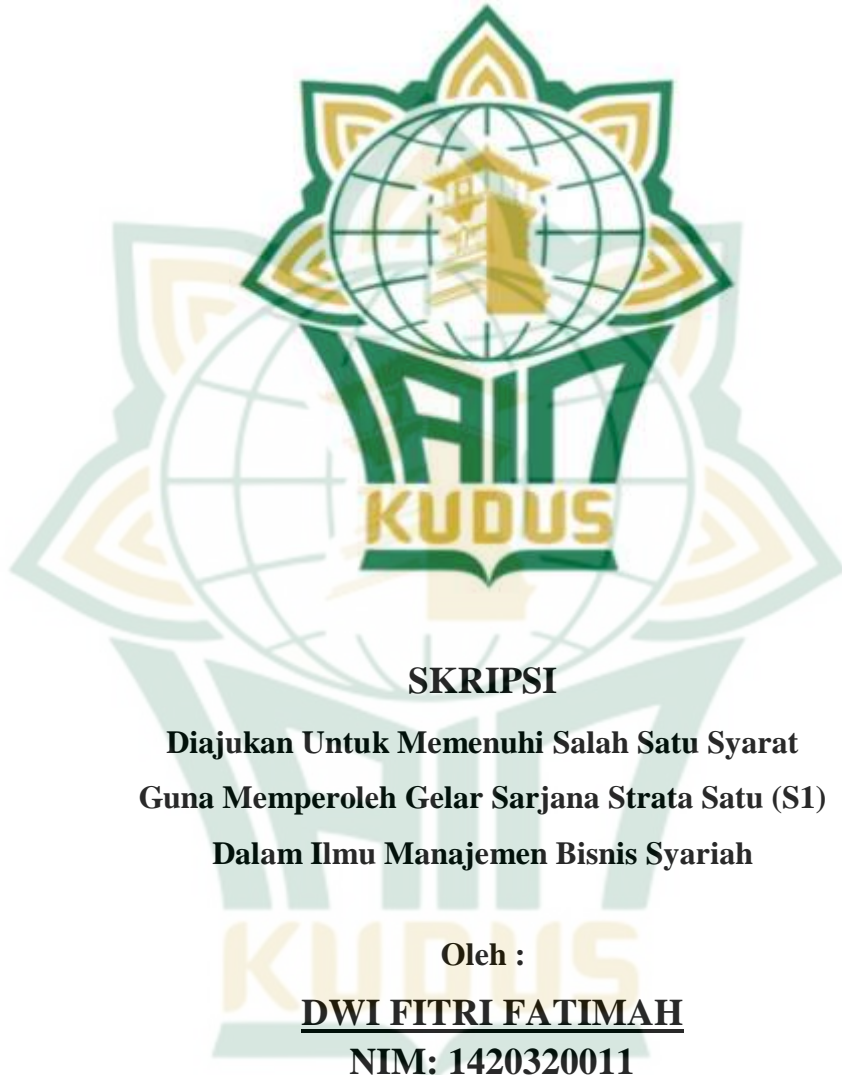 IAIN
KUDUS
SKRIPSI
Diajukan Untuk Memenuhi Salah Satu Syarat
Guna Memperoleh Gelar Sarjana Strata Satu (S1)
Dalam Ilmu Manajemen Bisnis Syariah
Oleh :
DWI FITRI FATIMAH
NIM: 1420320011